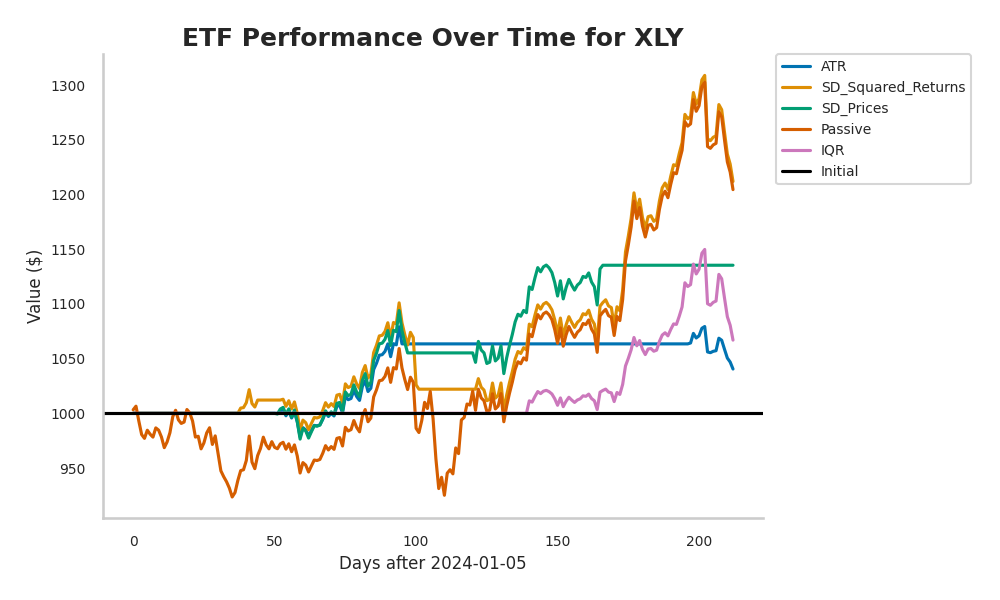 ETF Performance Over Time for XLY
ATR
SD_Squared_Returns
SD_Prices
Passive
IQR
Initial
Value ($)
1300
1250
1200
1150
1100
1050
1000
950
0
50
100
150
200
Days after 2024-01-05